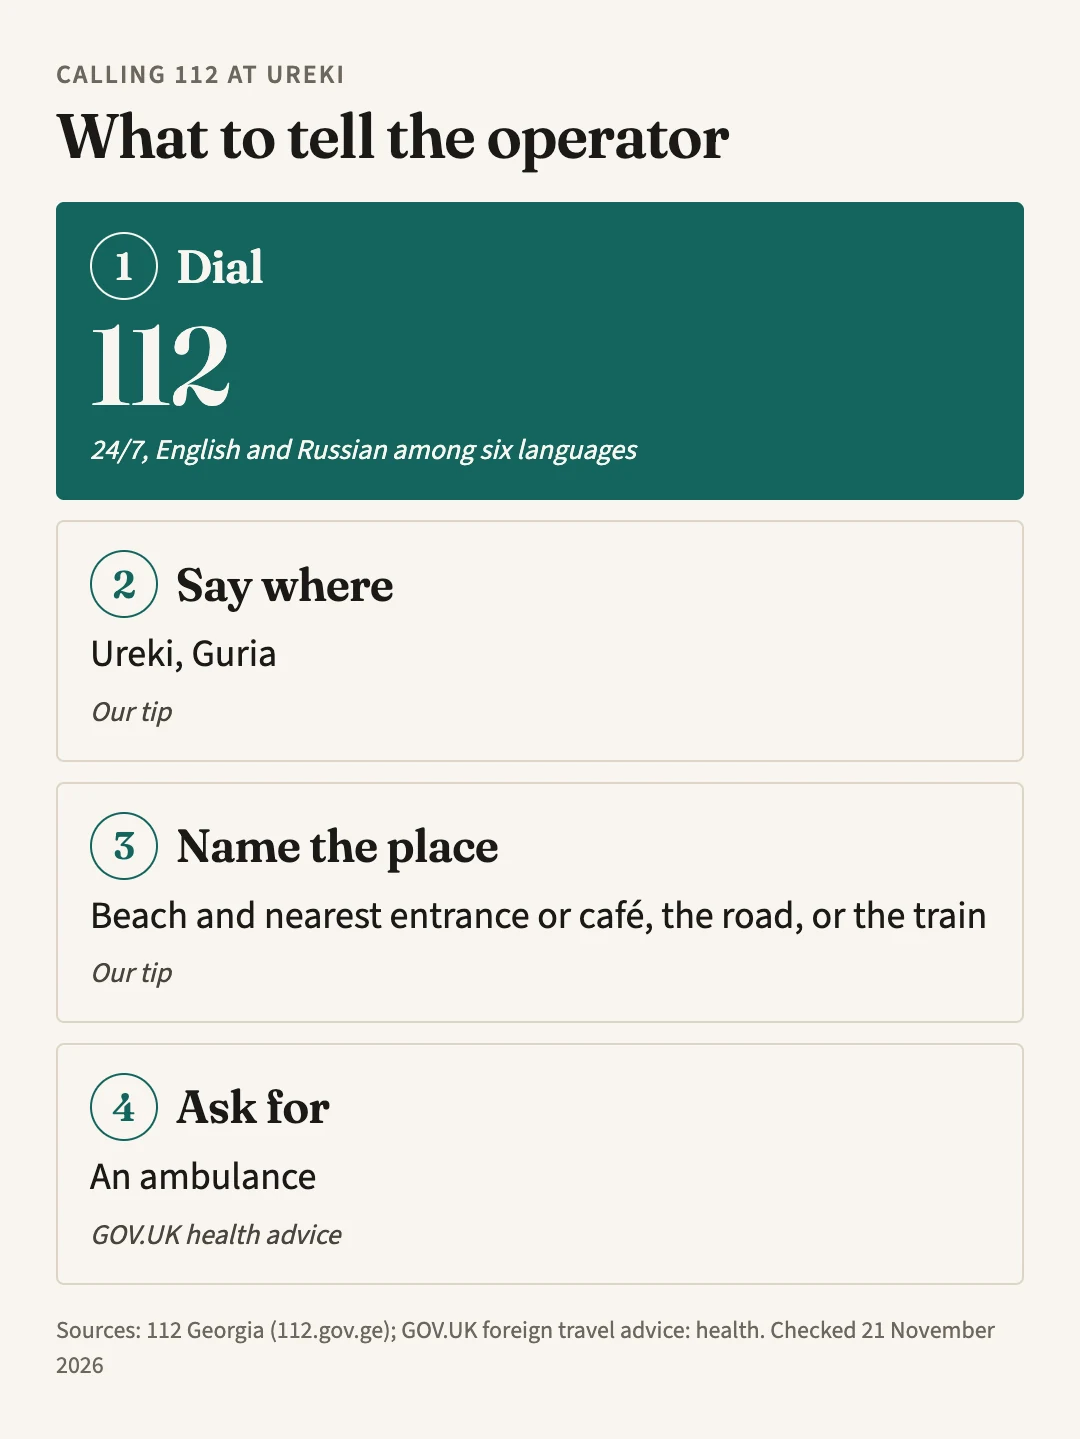 CALLING 112 AT UREKI
What to tell the operator
1 Dial
112
24/7, English and Russian among six languages
2 Say where
Ureki, Guria
Our tip
3 Name the place
Beach and nearest entrance or café, the road, or the train
Our tip
4 Ask for
An ambulance
GOV.UK health advice
Sources: 112 Georgia (112.gov.ge); GOV.UK foreign travel advice: health. Checked 21 November
2026